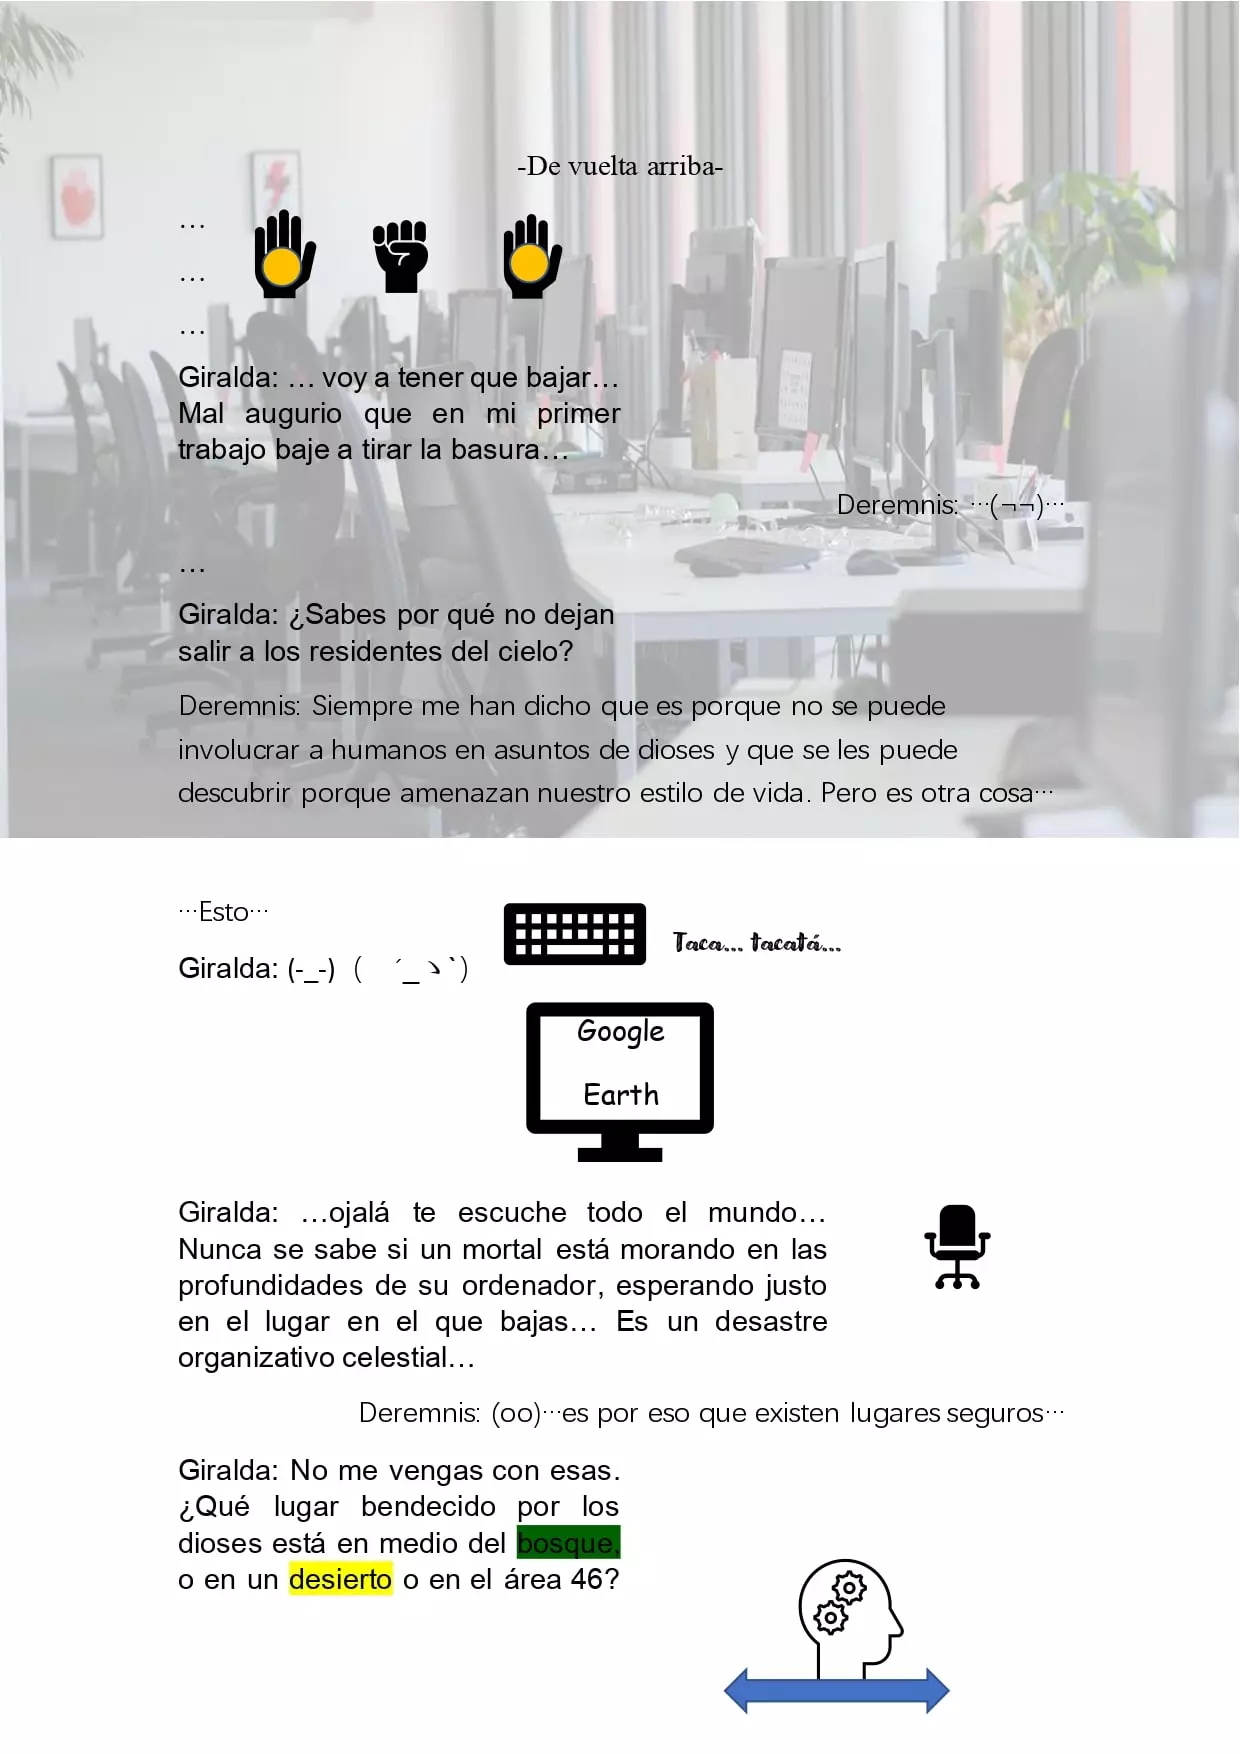 -De vuelta arriba-
…
…
…
Giralda: … voy a tener que bajar…
Mal augurio que en mi primer
trabajo baje a tirar la basura…
Deremnis: …(¬¬)…
…
Giralda: ¿Sabes por qué no dejan
salir a los residentes del cielo?
Deremnis: Siempre me han dicho que es porque no se puede
involucrar a humanos en asuntos de dioses y que se les puede
descubrir porque amenazan nuestro estilo de vida. Pero es otra cosa…
…Esto…
Taca... tacatá...
Giralda: (-_-) ( ´_ゝ`)
Google
Earth
Giralda: …ojalá te escuche todo el mundo…
Nunca se sabe si un mortal está morando en las
profundidades de su ordenador, esperando justo
en el lugar en el que bajas… Es un desastre
organizativo celestial…
Deremnis: (oo)…es por eso que existen lugares seguros…
Giralda: No me vengas con esas.
¿Qué lugar bendecido por los
dioses está en medio del bosque,
o en un desierto o en el área 46?